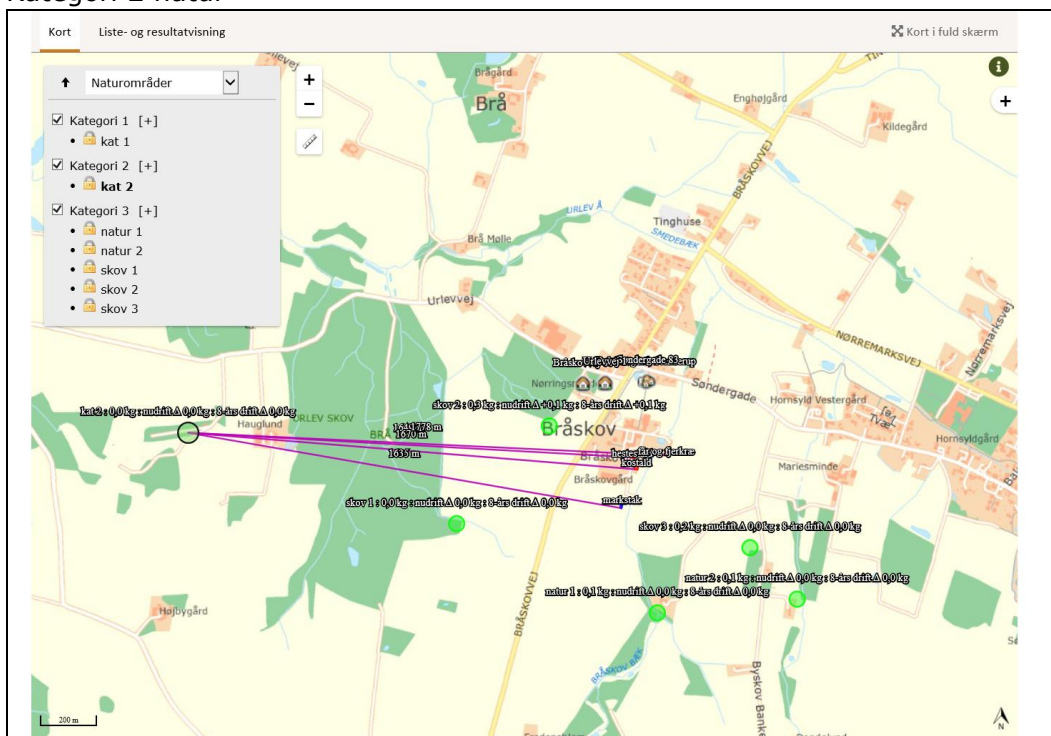 Kort Liste- og resultatvisning Kort i fuld skærm
Naturområder
Kategori 1 [+]
kat 1
Kategori 2 [+]
kat 2
Kategori 3 [+]
natur 1
natur 2
skov 1
skov 2
skov 3
+
−
i
+
Brågård
Brå
Enghøjgård
Kildegård
BRÅSKOVVEJ
URLEV Å
Tinghuse
SMEDEBÆK
Brå Mølle
Urlevvej
NØRREMARKSVEJ
Nørremarksvej
Søndergade
Hornsyld Vestergård
Hornsyldgård
kat 2 : 0,0 kg : nudrift Δ 0,0 kg : 8-års drift Δ 0,0 kg
skov 2 : 0,3 kg : nudrift Δ +0,1 kg : 8-års drift Δ +0,1 kg
Hauglund
URLEV SKOV
1778 m
1670 m
1635 m
Bråskov
kostald
Mariesminde
Bråskovgård
markstak
skov 1 : 0,0 kg : nudrift Δ 0,0 kg : 8-års drift Δ 0,0 kg
skov 3 : 0,2 kg : nudrift Δ 0,0 kg : 8-års drift Δ 0,0 kg
natur 2 : 0,1 kg : nudrift Δ 0,0 kg : 8-års drift Δ 0,0 kg
natur 1 : 0,1 kg : nudrift Δ 0,0 kg : 8-års drift Δ 0,0 kg
Højbygård
BRÅSKOVVEJ
BRÅSKOV BÆK
Byskov Banke
200 m
N